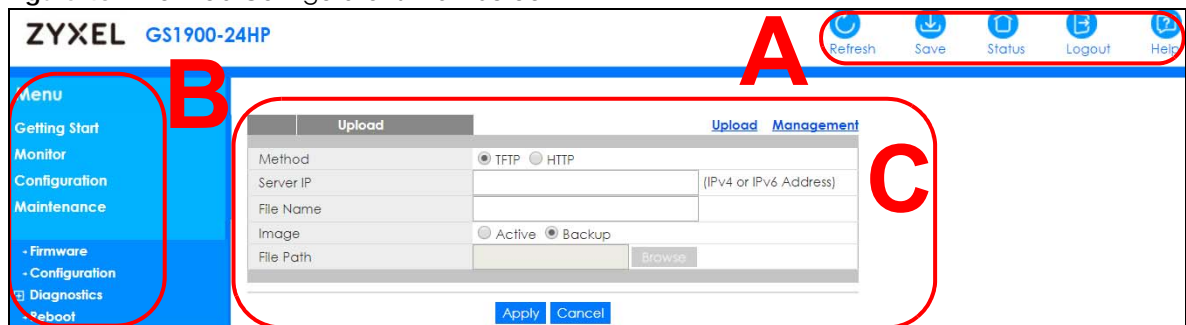 ZYXEL GS1900-24HP
A
Refresh Save Status Logout Help
B
Menu
Getting Start
Monitor
Configuration
Maintenance
Firmware
Configuration
Diagnostics
Reboot
C
Upload
Upload Management
Method TFTP HTTP
Server IP (IPv4 or IPv6 Address)
File Name
Image Active Backup
File Path Browse
Apply Cancel